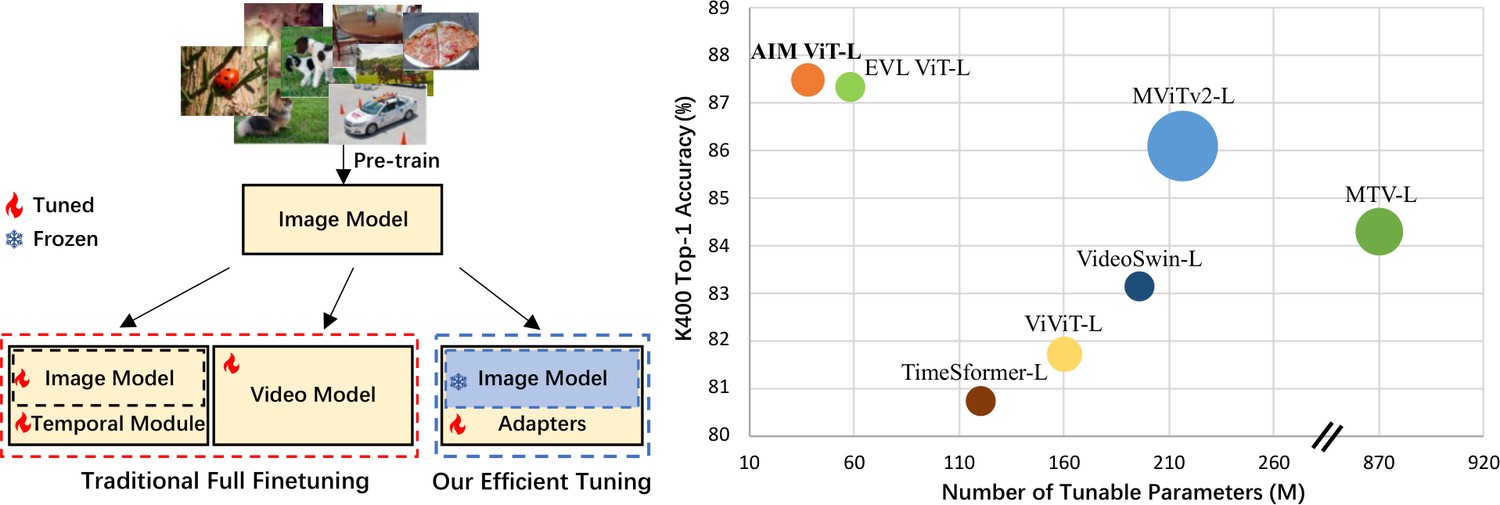 Pre-train
Image Model
Tuned
Frozen
Image Model
Temporal Module
Video Model
Image Model
Adapters
Traditional Full Finetuning
Our Efficient Tuning
K400 Top-1 Accuracy (%)
89
88
87
86
85
84
83
82
81
80
AIM ViT-L
EVL ViT-L
MViTv2-L
MTV-L
VideoSwin-L
ViViT-L
TimeSformer-L
10 60 110 160 210 260 870 920
Number of Tunable Parameters (M)